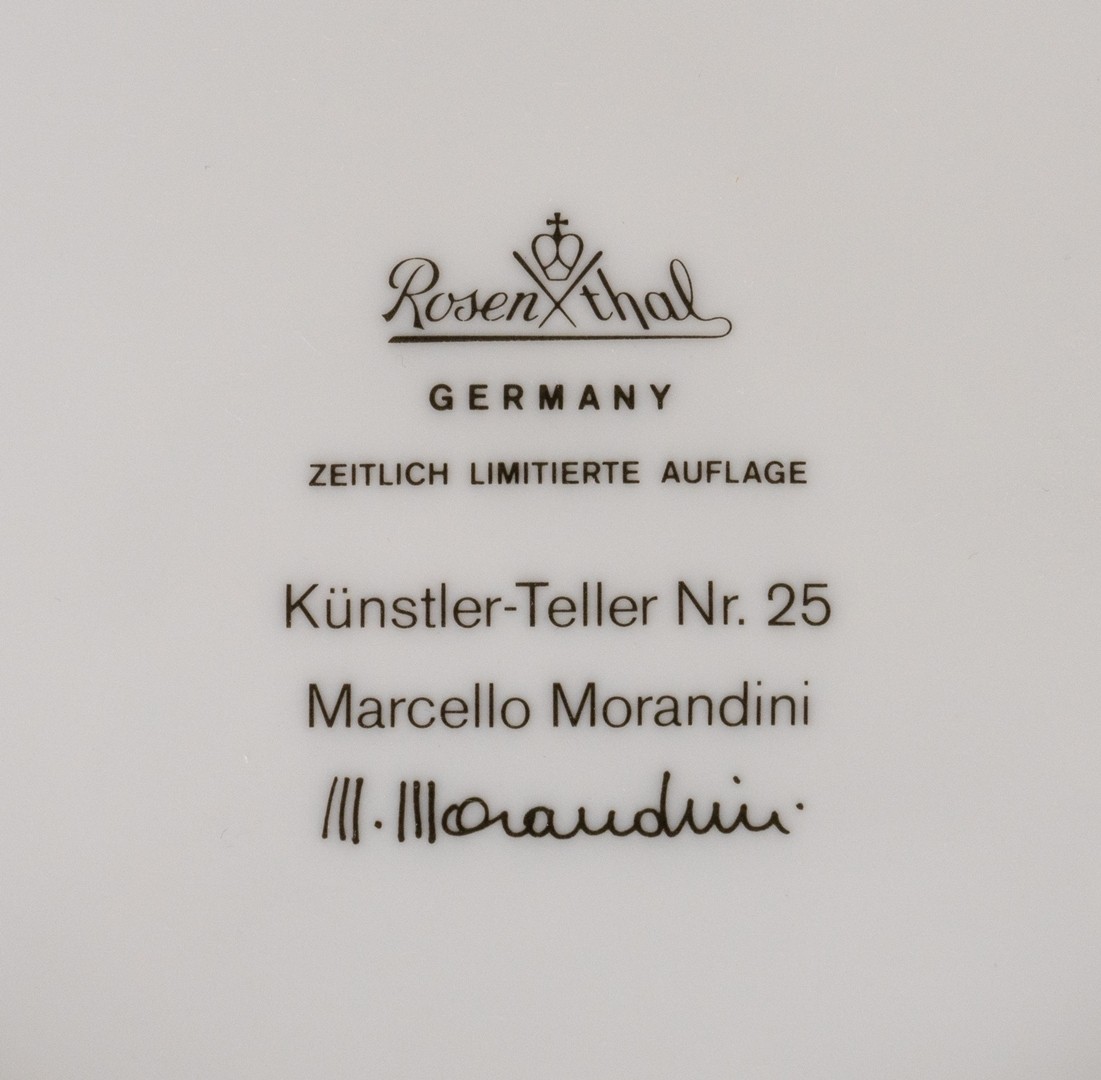 Rosenthal
GERMANY
ZEITLICH LIMITIERTE AUFLAGE
Künstler-Teller Nr. 25
Marcello Morandini
M. Morandini